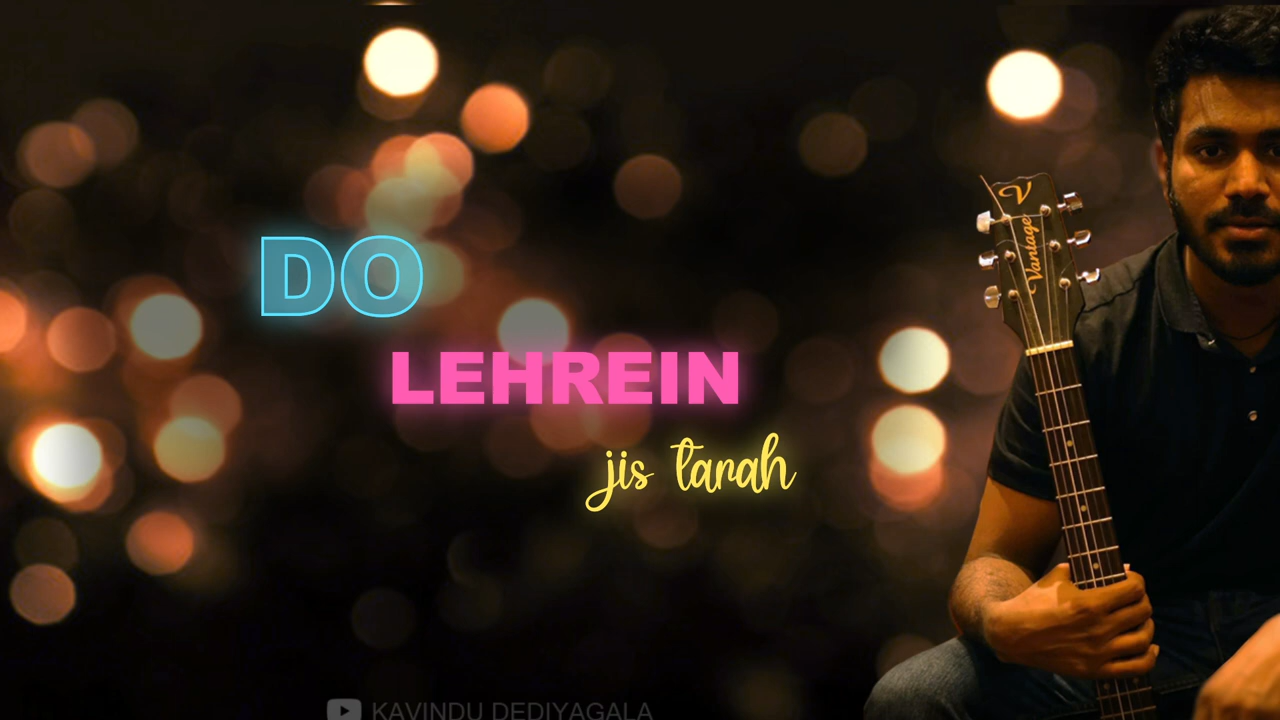 DO
LEHREIN
jis tarah
V
Vantage
KAVINDU DEDIYAGALA